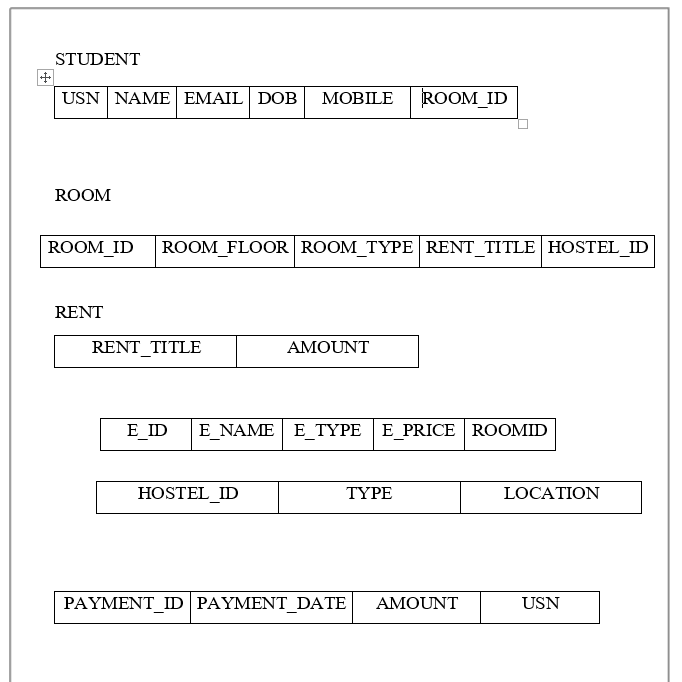 STUDENT
USN NAME EMAIL DOB MOBILE ROOM_ID
ROOM
ROOM_ID ROOM_FLOOR ROOM_TYPE RENT_TITLE HOSTEL_ID
RENT
RENT_TITLE AMOUNT
E_ID E_NAME E_TYPE E_PRICE ROOMID
HOSTEL_ID TYPE LOCATION
PAYMENT_ID PAYMENT_DATE AMOUNT USN